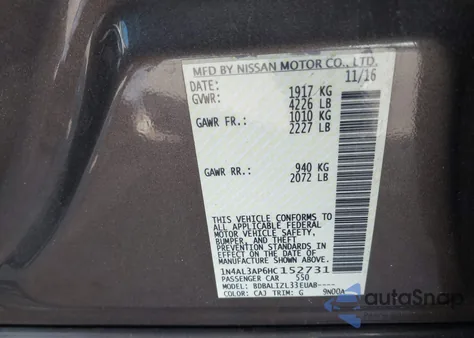 MFD BY NISSAN MOTOR CO., LTD.
DATE: 11/16
GVWR: 1917 KG
4226 LB
GAWR FR.: 1010 KG
2227 LB
GAWR RR.: 940 KG
2072 LB
THIS VEHICLE CONFORMS TO
ALL APPLICABLE U.S. FEDERAL
MOTOR VEHICLE SAFETY,
BUMPER, AND THEFT
PREVENTION STANDARDS IN
EFFECT ON THE DATE OF
MANUFACTURE SHOWN ABOVE.
1N4AL3AP6HC152731
PASSENGER CAR 550
MODEL: BDBALIZL33EUAB----
COLOR: CAJ TRIM: G 9N00A
autoSnap